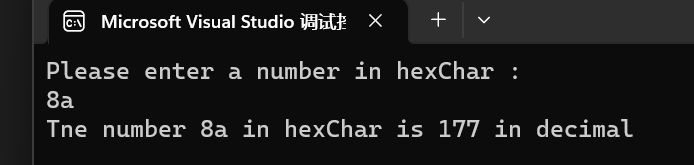 Microsoft Visual Studio 调试
Please enter a number in hexChar :
8a
Tne number 8a in hexChar is 177 in decimal